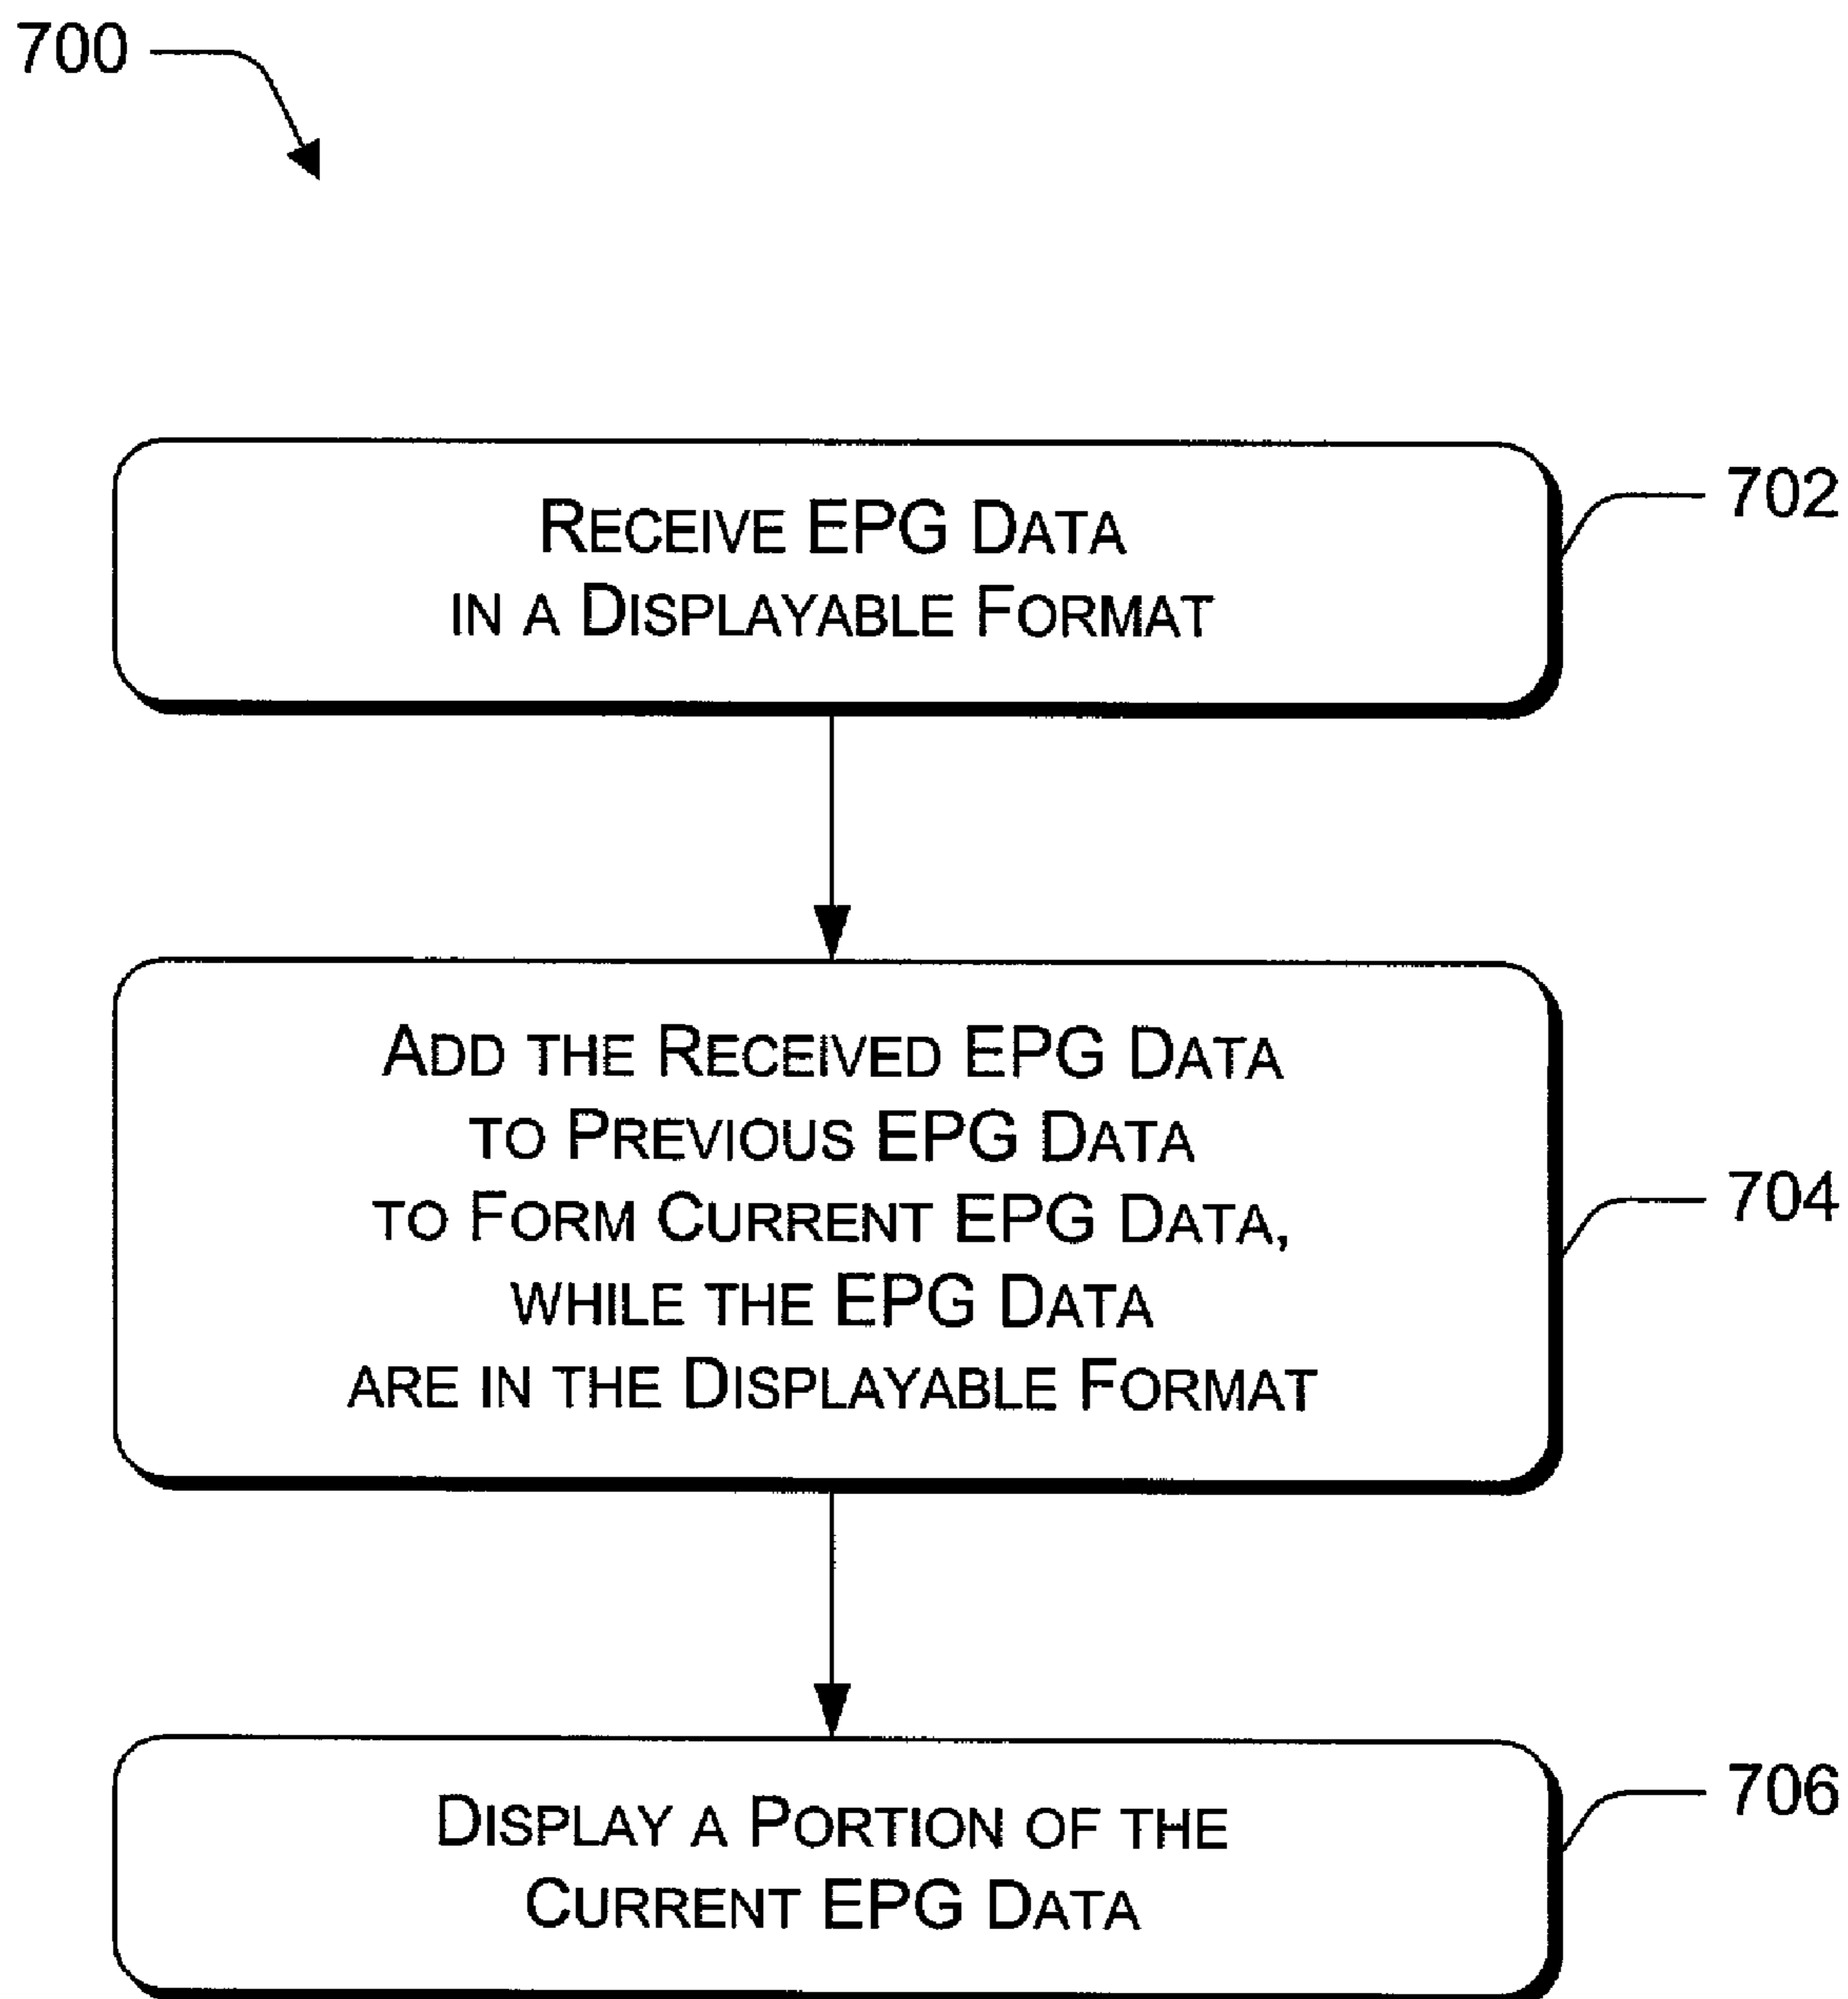 700
RECEIVE EPG DATA
IN A DISPLAYABLE FORMAT
702
ADD THE RECEIVED EPG DATA
TO PREVIOUS EPG DATA
TO FORM CURRENT EPG DATA,
WHILE THE EPG DATA
ARE IN THE DISPLAYABLE FORMAT
704
DISPLAY A PORTION OF THE
CURRENT EPG DATA
706